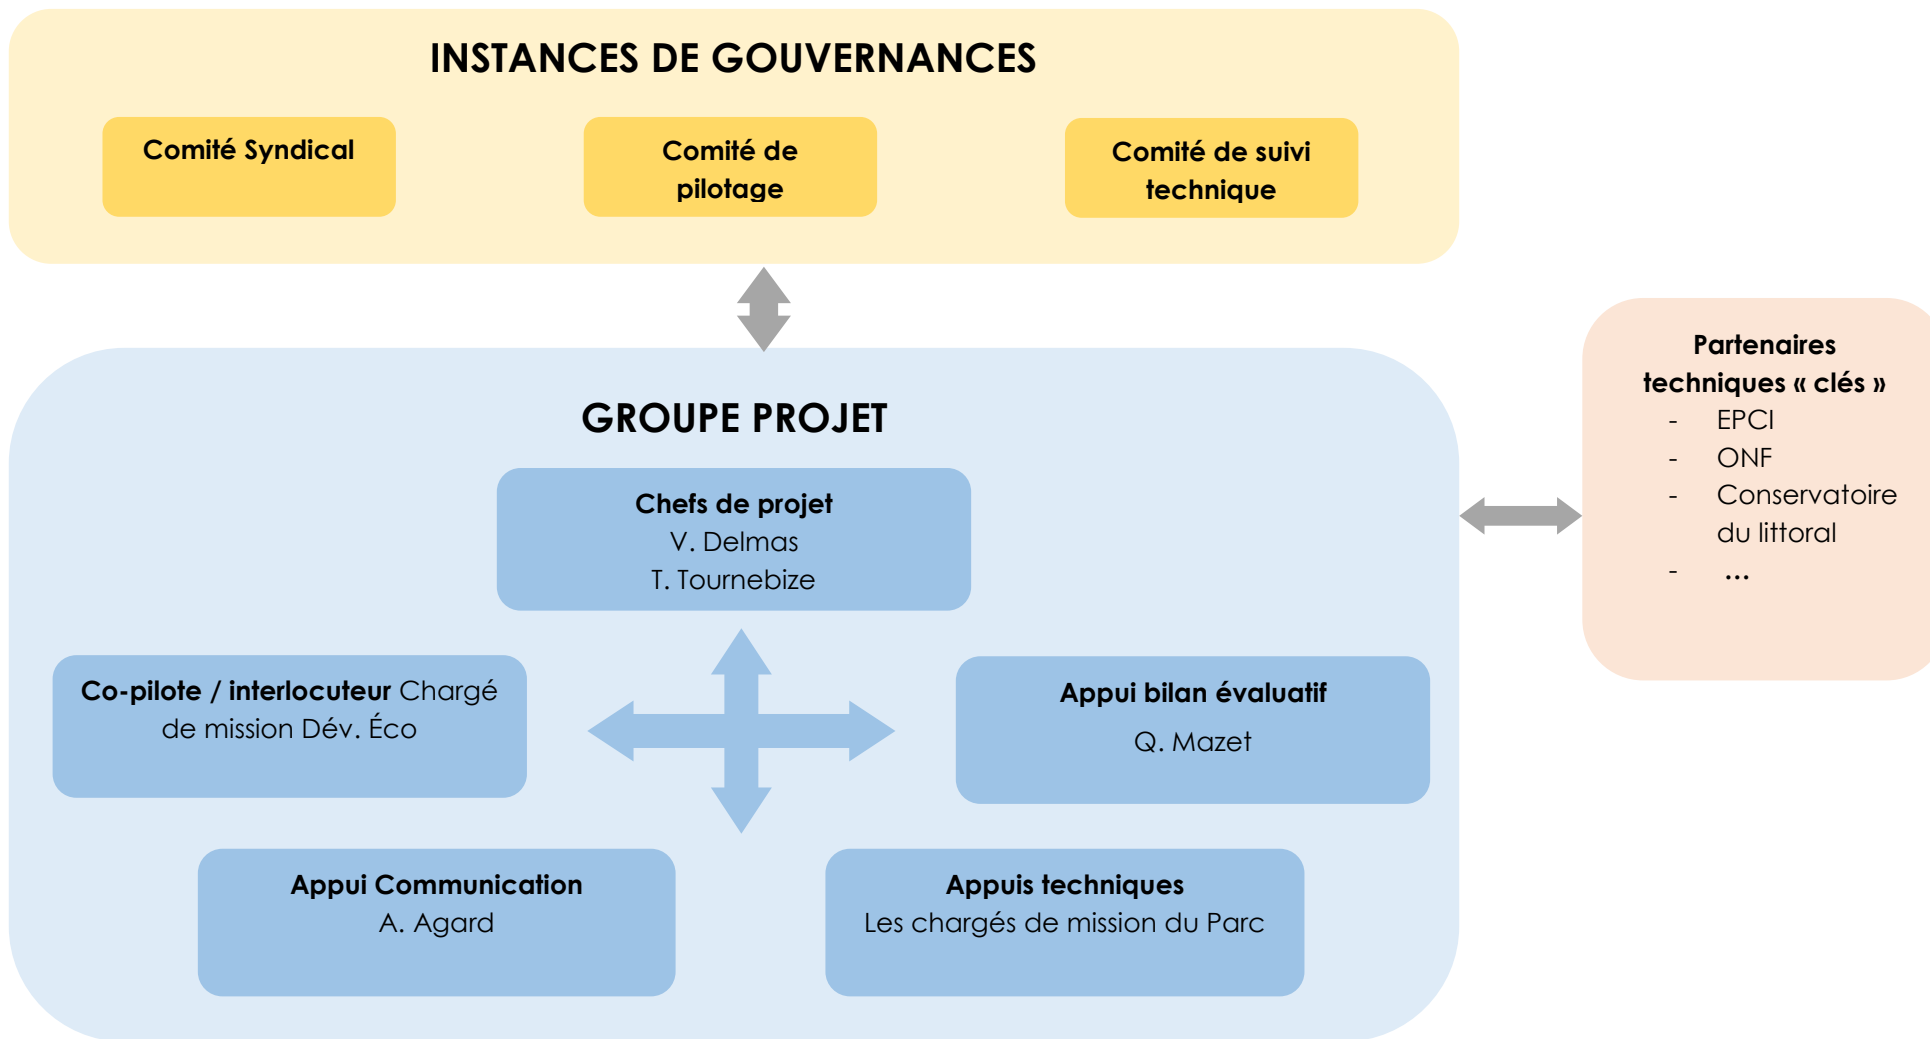 INSTANCES DE GOUVERNANCES
Comité Syndical
Comité de
pilotage
Comité de suivi
technique
GROUPE PROJET
Chefs de projet
V. Delmas
T. Tournebize
Co-pilote / interlocuteur Chargé
de mission Dév. Éco
Appui bilan évaluatif
Q. Mazet
Appui Communication
A. Agard
Appuis techniques
Les chargés de mission du Parc
Partenaires
techniques « clés »
- EPCI
- ONF
- Conservatoire
du littoral
- ...